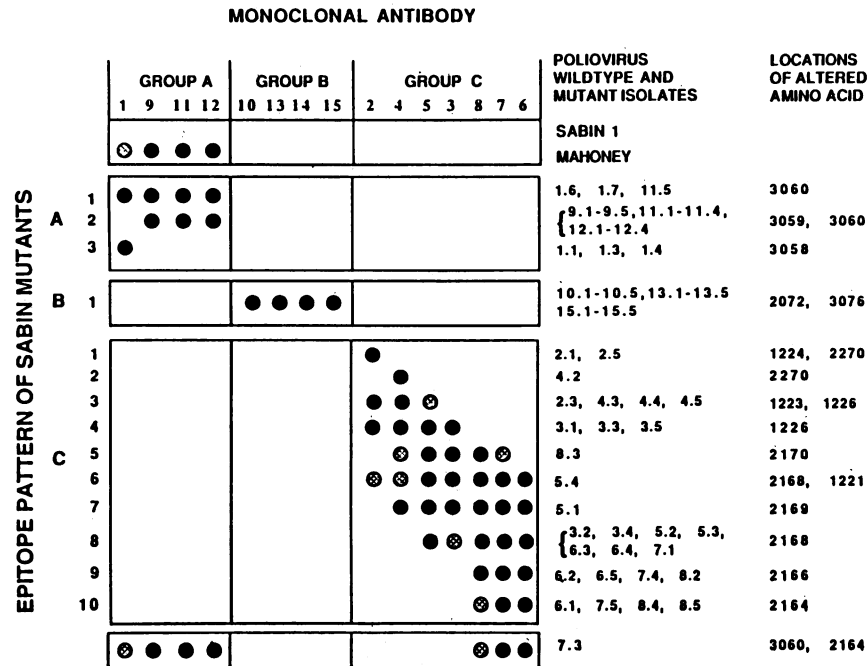 MONOCLONAL ANTIBODY
GROUP A GROUP B GROUP C POLIOVIRUS WILDTYPE AND MUTANT ISOLATES LOCATIONS OF ALTERED AMINO ACID
1 9 11 12 10 13 14 15 2 4 5 3 8 7 6
SABIN 1
MAHONEY
EPITOPE PATTERN OF SABIN MUTANTS
A
1 1.6, 1.7, 11.5 3060
2 {9.1-9.5, 11.1-11.4, 12.1-12.4 3059, 3060
3 1.1, 1.3, 1.4 3058
B
1 10.1-10.5, 13.1-13.5 15.1-15.5 2072, 3076
C
1 2.1, 2.5 1224, 2270
2 4.2 2270
3 2.3, 4.3, 4.4, 4.5 1223, 1226
4 3.1, 3.3, 3.5 1226
5 8.3 2170
6 5.4 2168, 1221
7 5.1 2169
8 {3.2, 3.4, 5.2, 5.3, 6.3, 6.4, 7.1 2168
9 6.2, 6.5, 7.4, 8.2 2166
10 6.1, 7.5, 8.4, 8.5 2164
7.3 3060, 2164